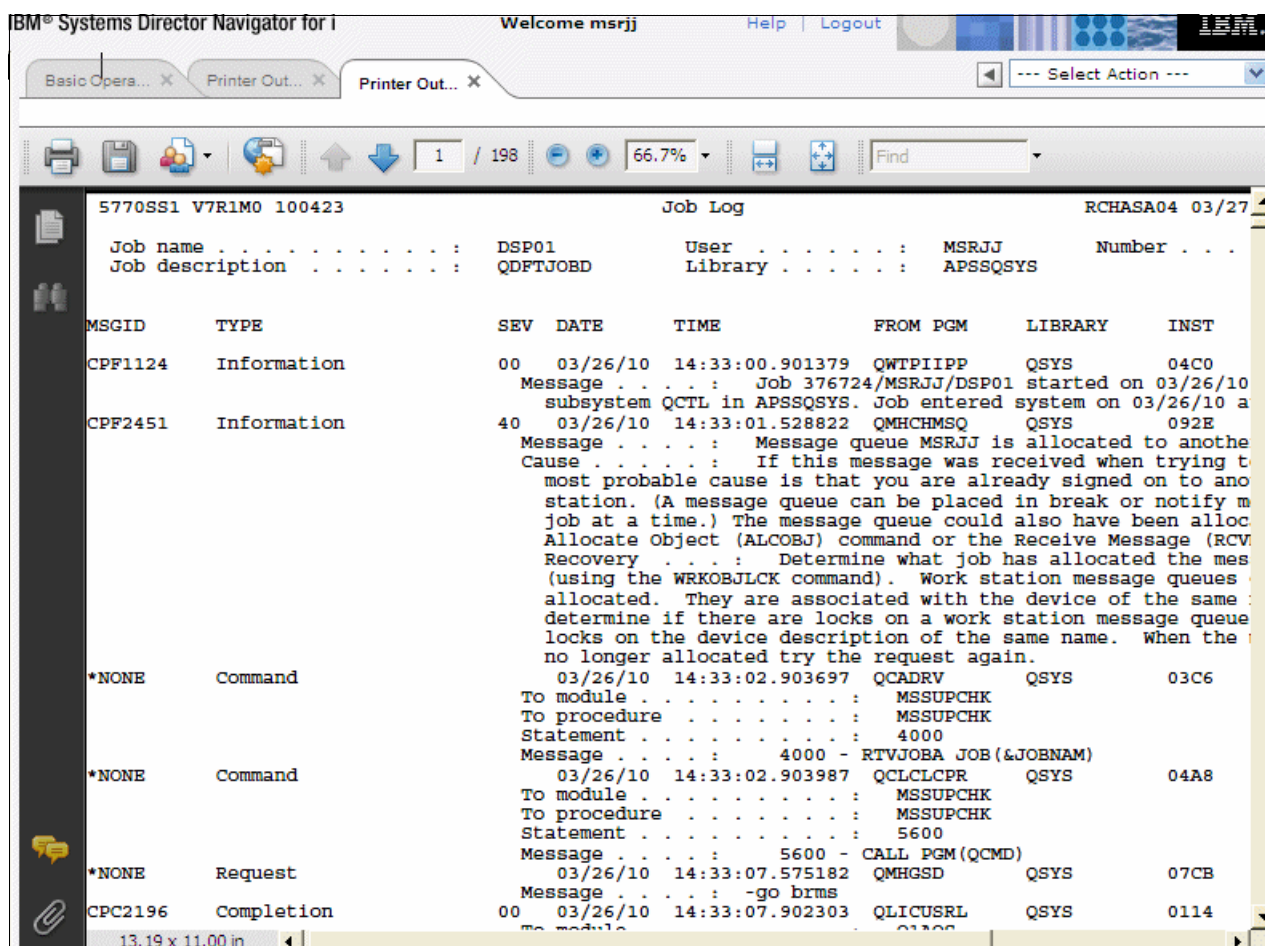 IBM® Systems Director Navigator for i Welcome msrjj Help | Logout IBM.
Basic Opera... Printer Out... Printer Out... --- Select Action ---
1 / 198 66.7% Find
5770SS1 V7R1M0 100423 Job Log RCHASA04 03/27
Job name . . . . . . . . . . . : DSP01 User . . . . . . : MSRJJ Number . . .
Job description . . . . . . : QDFTJOBD Library . . . . . : APSSQSYS
MSGID TYPE SEV DATE TIME FROM PGM LIBRARY INST
CPF1124 Information 00 03/26/10 14:33:00.901379 QWTPIIPP QSYS 04C0
Message . . . . : Job 376724/MSRJJ/DSP01 started on 03/26/10
subsystem QCTL in APSSQSYS. Job entered system on 03/26/10 a
CPF2451 Information 40 03/26/10 14:33:01.528822 QMHCHMSQ QSYS 092E
Message . . . . : Message queue MSRJJ is allocated to anothe
Cause . . . . . : If this message was received when trying t
most probable cause is that you are already signed on to ano
station. (A message queue can be placed in break or notify m
job at a time.) The message queue could also have been alloc
Allocate Object (ALCOBJ) command or the Receive Message (RCV
Recovery . . . : Determine what job has allocated the mes
(using the WRKOBJLCK command). Work station message queues
allocated. They are associated with the device of the same
determine if there are locks on a work station message queue
locks on the device description of the same name. When the
no longer allocated try the request again.
*NONE Command 03/26/10 14:33:02.903697 QCADRV QSYS 03C6
To module . . . . . . . . . : MSSUPCHK
To procedure . . . . . . . : MSSUPCHK
Statement . . . . . . . . . : 4000
Message . . . . : 4000 - RTVJOBA JOB(&JOBNAM)
*NONE Command 03/26/10 14:33:02.903987 QCLCLCPR QSYS 04A8
To module . . . . . . . . . : MSSUPCHK
To procedure . . . . . . . : MSSUPCHK
Statement . . . . . . . . . : 5600
Message . . . . : 5600 - CALL PGM(QCMD)
*NONE Request 03/26/10 14:33:07.575182 QMHGSD QSYS 07CB
Message . . . . : -go brms
CPC2196 Completion 00 03/26/10 14:33:07.902303 QLICUSRL QSYS 0114
13.19 x 11.00 in